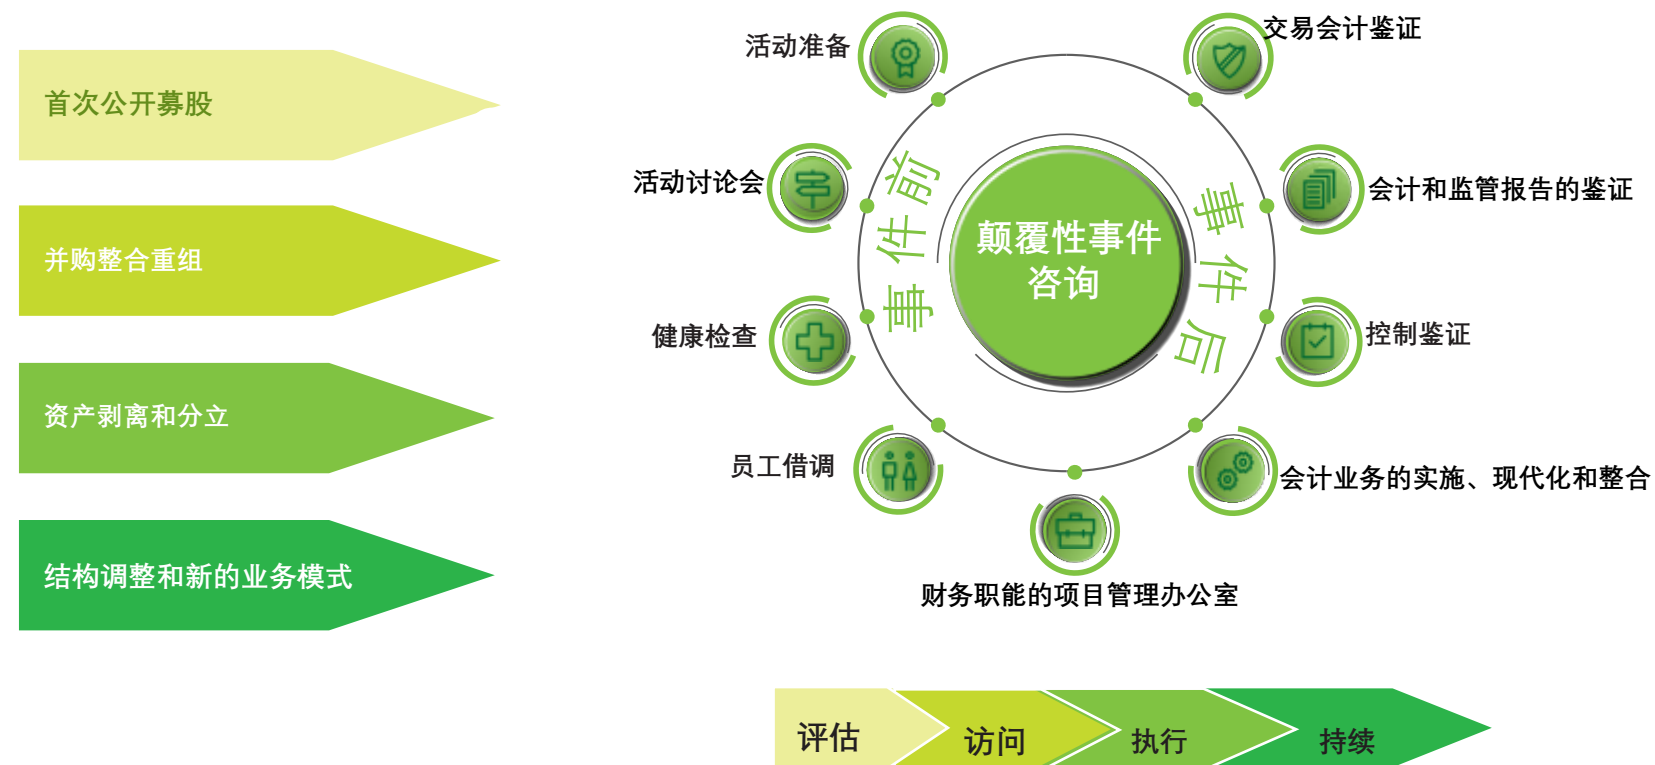 首次公开募股
并购整合重组
资产剥离和分立
结构调整和新的业务模式
活动准备
活动讨论会
健康检查
员工借调
财务职能的项目管理办公室
交易会计鉴证
会计和监管报告的鉴证
控制鉴证
会计业务的实施、现代化和整合
事件前
颠覆性事件
咨询
事件后
评估
访问
执行
持续